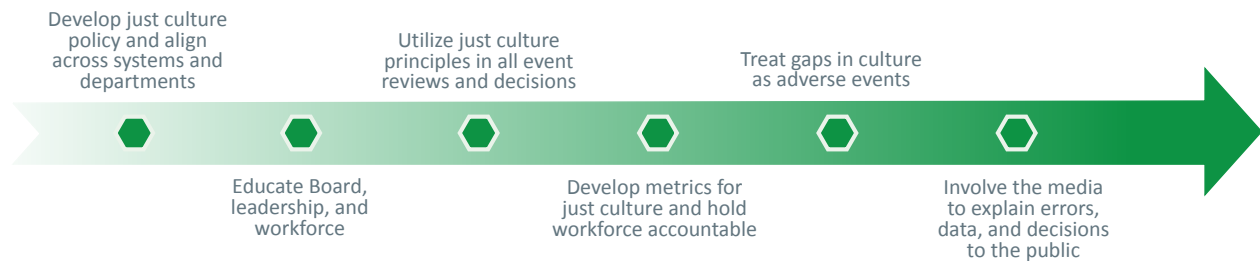 Develop just culture
policy and align
across systems and
departments
Educate Board,
leadership, and
workforce
Utilize just culture
principles in all event
reviews and decisions
Develop metrics for
just culture and hold
workforce accountable
Treat gaps in culture
as adverse events
Involve the media
to explain errors,
data, and decisions
to the public